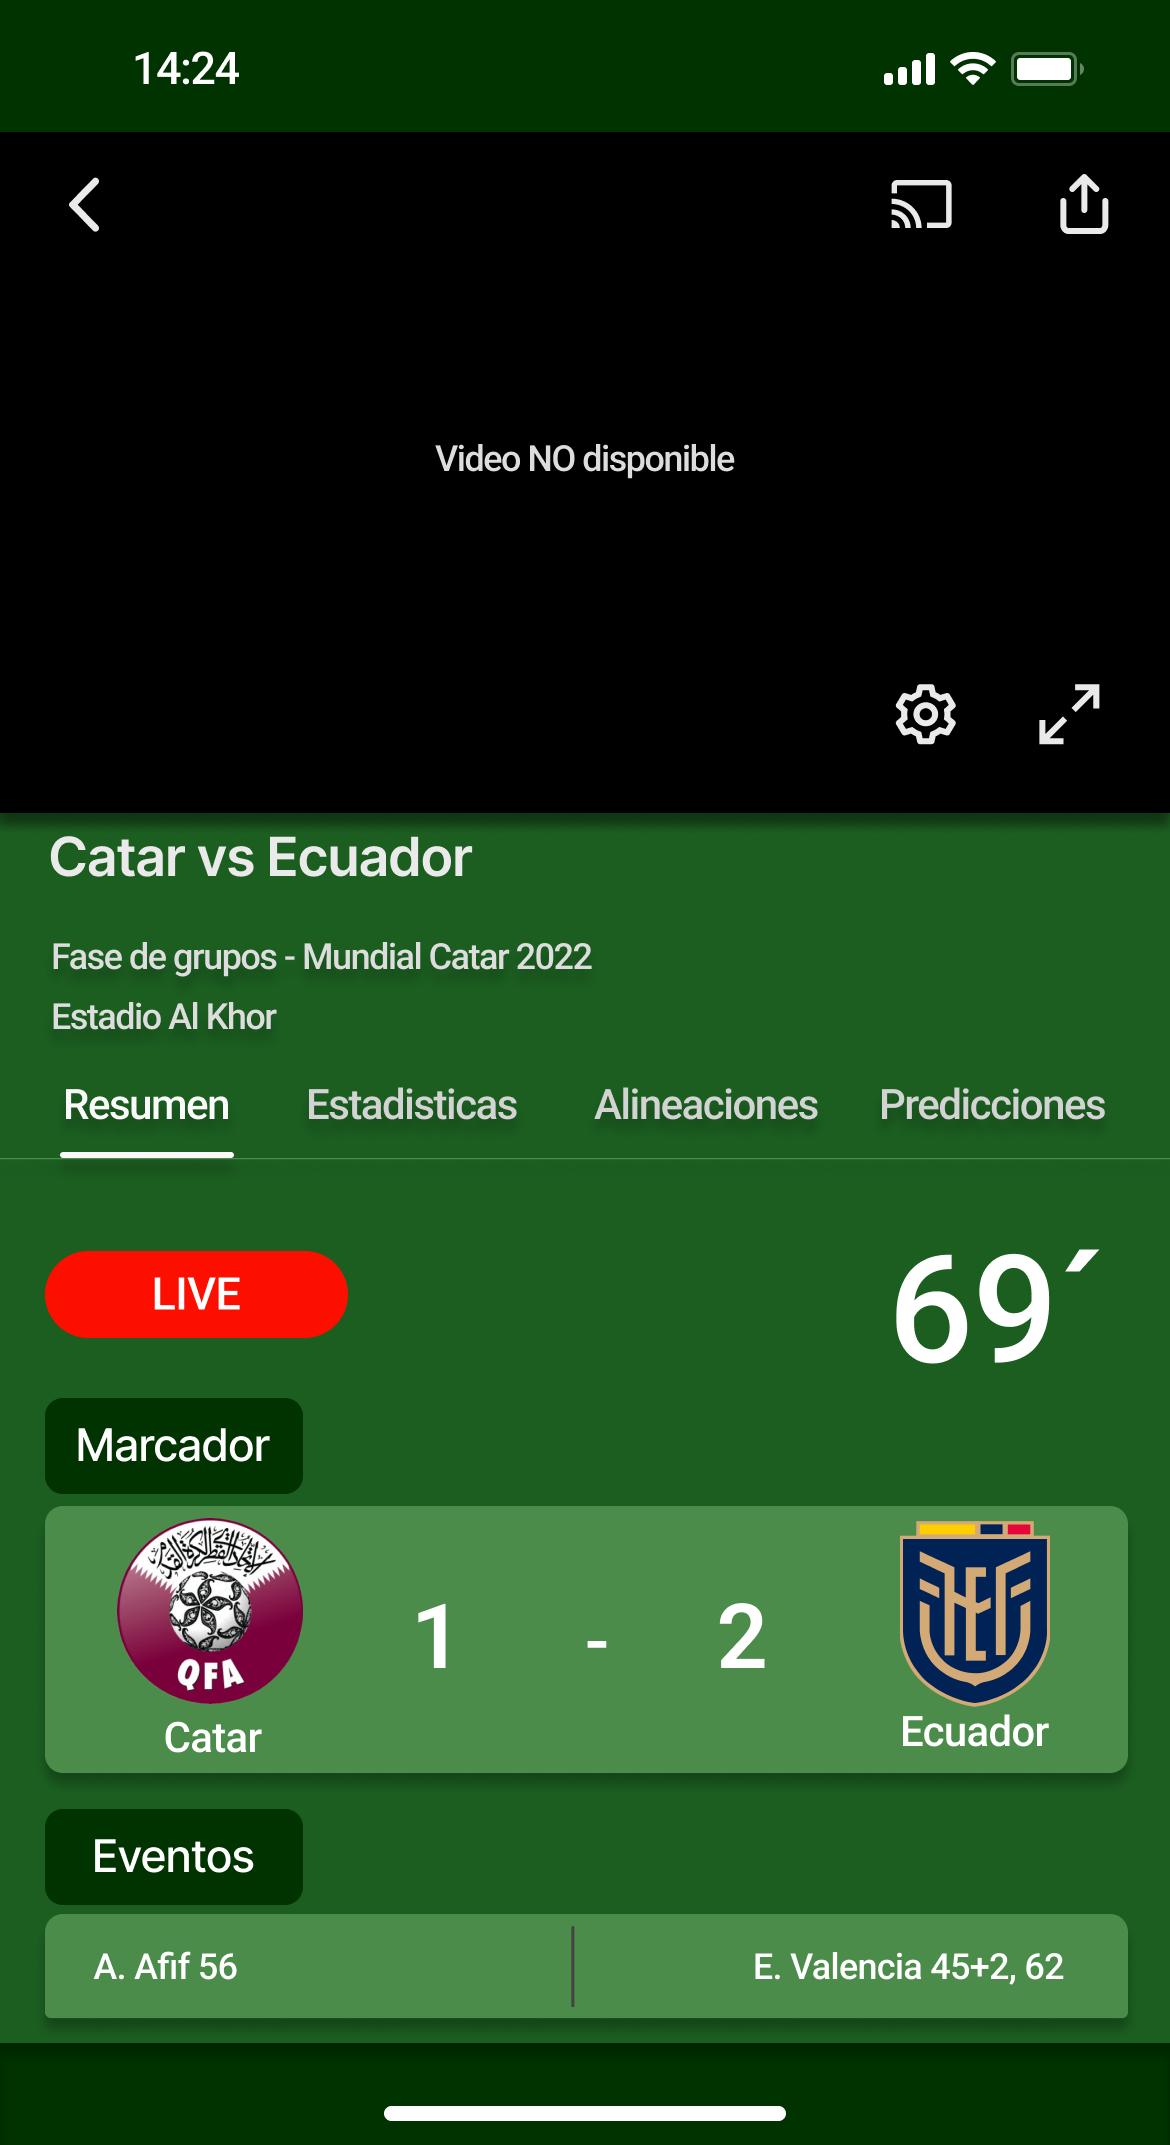 14:24
Video NO disponible
Catar vs Ecuador
Fase de grupos - Mundial Catar 2022
Estadio Al Khor
Resumen Estadisticas Alineaciones Predicciones
LIVE 69´
Marcador
QFA
1 - 2
Catar Ecuador
Eventos
A. Afif 56 E. Valencia 45+2, 62